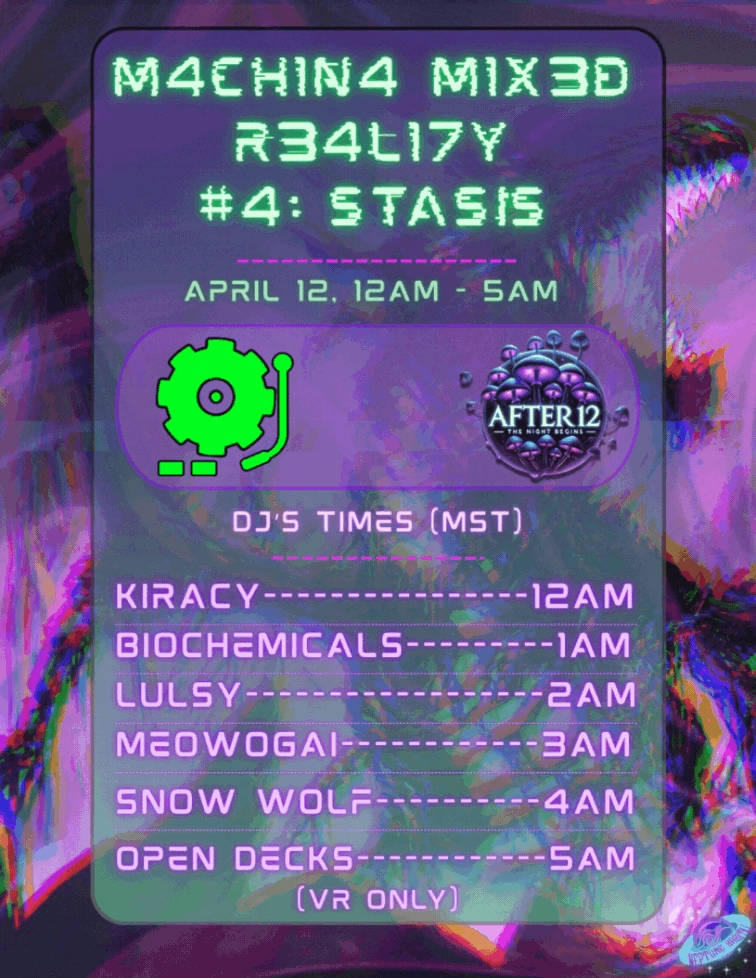 M4CHIN4 MIX3D
R34L17Y
#4: STASIS
APRIL 12, 12AM - 5AM
AFTER 12
THE NIGHT BEGINS
DJ'S TIMES (MST)
KIRACY-----------------12AM
BIOCHEMICALS---------1AM
LULSY-------------------2AM
MEOWOGAI------------3AM
SNOW WOLF----------4AM
OPEN DECKS------------5AM
(VR ONLY)
NEPTUNE